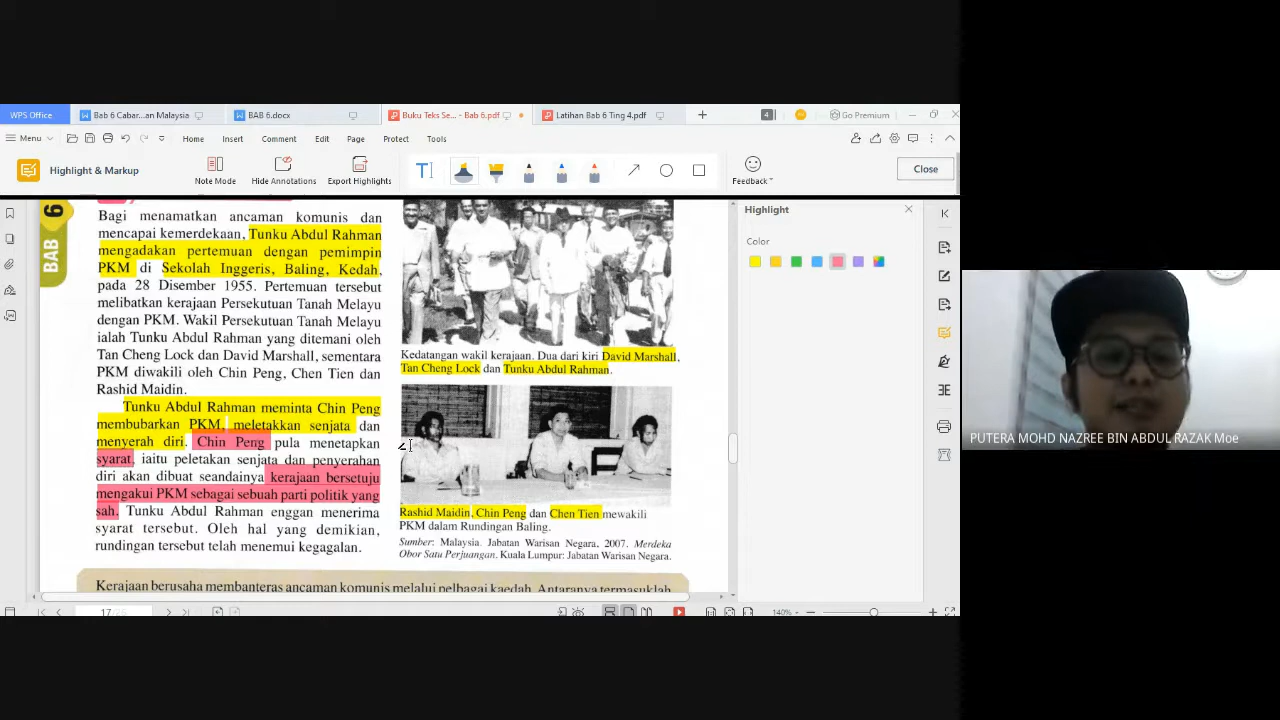 WPS Office
Bab 6 Cabar...an Malaysia
BAB 6.docx
Buku Teks Se... - Bab 6.pdf
Latihan Bab 6 Ting 4.pdf
+
4
Go Premium
Menu
Home
Insert
Comment
Edit
Page
Protect
Tools
Highlight & Markup
Note Mode
Hide Annotations
Export Highlights
Feedback
Close
BAB 6
Bagi menamatkan ancaman komunis dan
mencapai kemerdekaan, Tunku Abdul Rahman
mengadakan pertemuan dengan pemimpin
PKM di Sekolah Inggeris, Baling, Kedah,
pada 28 Disember 1955. Pertemuan tersebut
melibatkan kerajaan Persekutuan Tanah Melayu
dengan PKM. Wakil Persekutuan Tanah Melayu
ialah Tunku Abdul Rahman yang ditemani oleh
Tan Cheng Lock dan David Marshall, sementara
PKM diwakili oleh Chin Peng, Chen Tien dan
Rashid Maidin.
Tunku Abdul Rahman meminta Chin Peng
membubarkan PKM, meletakkan senjata dan
menyerah diri. Chin Peng pula menetapkan
syarat, iaitu peletakan senjata dan penyerahan
diri akan dibuat seandainya kerajaan bersetuju
mengakui PKM sebagai sebuah parti politik yang
sah. Tunku Abdul Rahman enggan menerima
syarat tersebut. Oleh hal yang demikian,
rundingan tersebut telah menemui kegagalan.
Kedatangan wakil kerajaan. Dua dari kiri David Marshall,
Tan Cheng Lock dan Tunku Abdul Rahman.
Rashid Maidin, Chin Peng dan Chen Tien mewakili
PKM dalam Rundingan Baling.
Sumber: Malaysia. Jabatan Warisan Negara, 2007. Merdeka
Obor Satu Perjuangan. Kuala Lumpur: Jabatan Warisan Negara.
Kerajaan berusaha membanteras ancaman komunis melalui pelbagai kaedah. Antaranya termasuklah
Highlight
Color
17
140%
PUTERA MOHD NAZREE BIN ABDUL RAZAK Moe